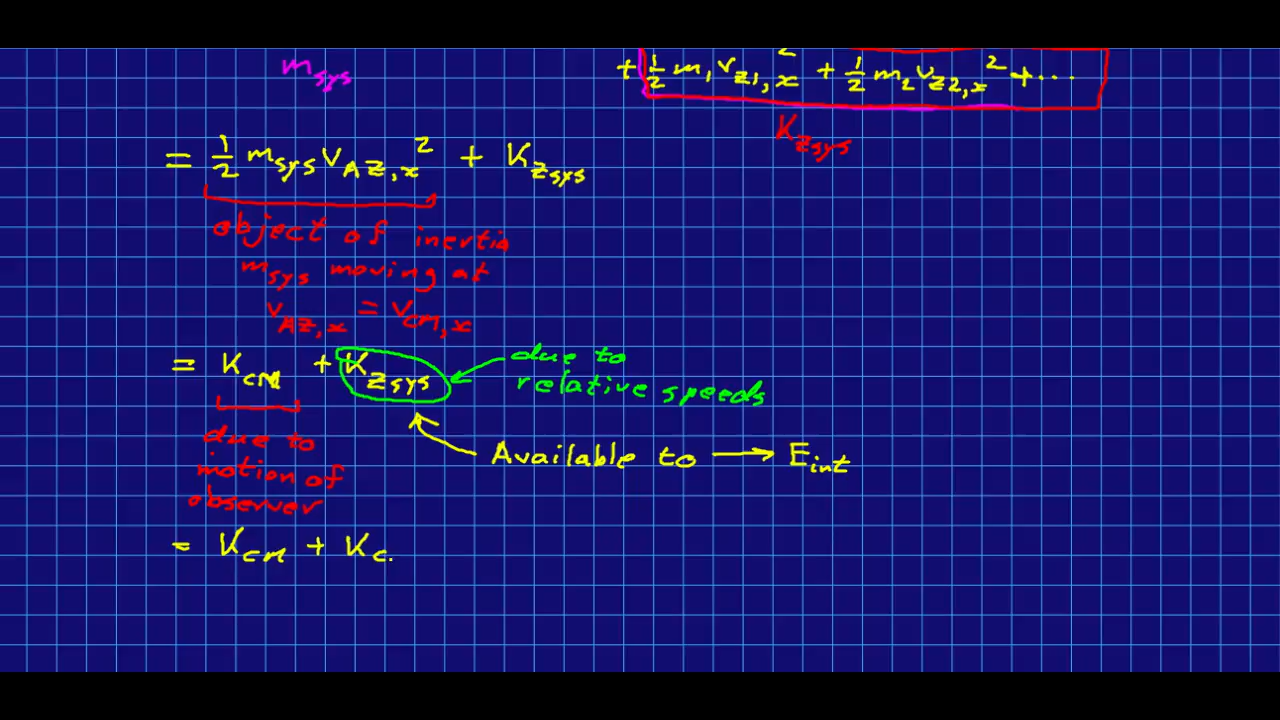 m_sys
+ ½ m₁ v_Z1,x² + ½ m₂ v_Z2,x² + ...
K_Zsys
= ½ m_sys v_AZ,x² + K_Zsys
object of inertia
m_sys moving at
v_AZ,x = v_CM,x
= K_cm + K_Zsys
due to
relative speeds
Available to → E_int
due to
motion of
observer
= K_cm + K_c.